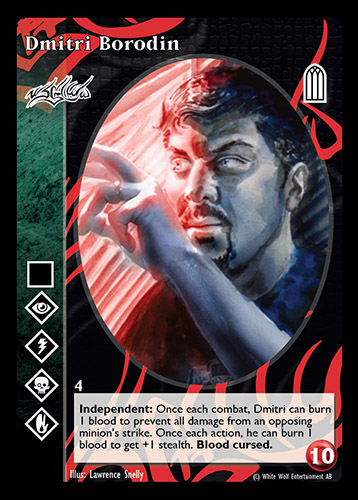 Dmitri Borodin
4
Independent: Once each combat, Dmitri can burn
1 blood to prevent all damage from an opposing
minion's strike. Once each action, he can burn 1
blood to get +1 stealth. Blood cursed.
10
Illus: Lawrence Snelly
(C) White Wolf Entertainment AB